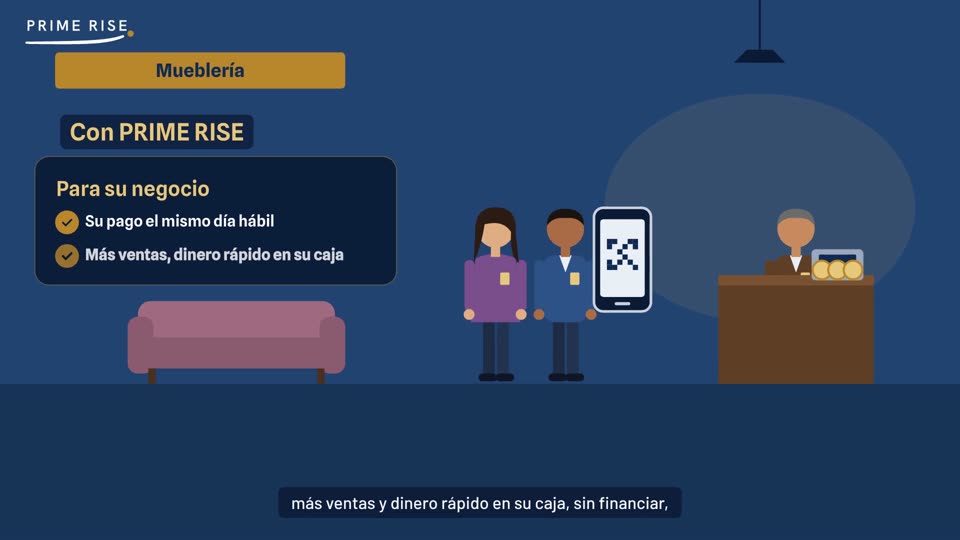 PRIME RISE
Mueblería
Con PRIME RISE
Para su negocio
Su pago el mismo día hábil
Más ventas, dinero rápido en su caja
más ventas y dinero rápido en su caja, sin financiar,